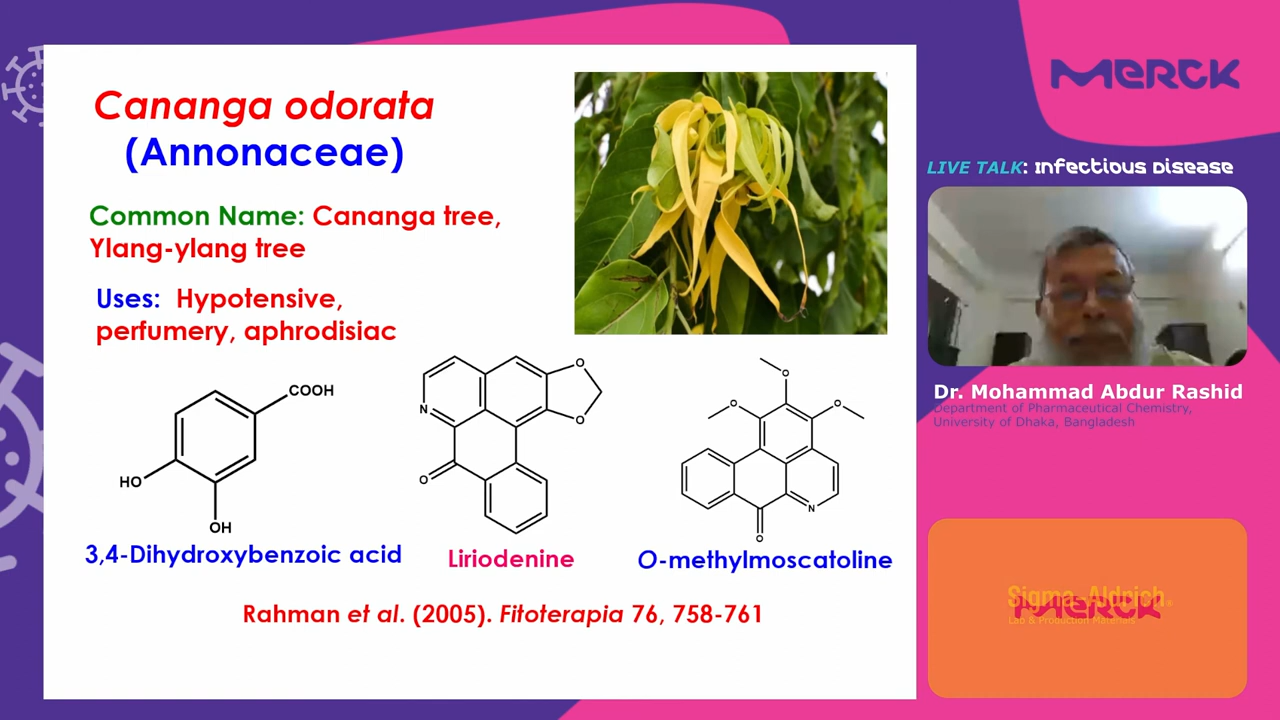 Cananga odorata
(Annonaceae)
Common Name: Cananga tree,
Ylang-ylang tree
Uses: Hypotensive,
perfumery, aphrodisiac
COOH
HO
OH
3,4-Dihydroxybenzoic acid
N
O
O
O
Liriodenine
O
O
O
N
O
O-methylmoscatoline
Rahman et al. (2005). Fitoterapia 76, 758-761
MERCK
LIVE TALK: Infectious Disease
Dr. Mohammad Abdur Rashid
Department of Pharmaceutical Chemistry,
University of Dhaka, Bangladesh
Sigma-Aldrich.
MERCK
Lab & Production Materials